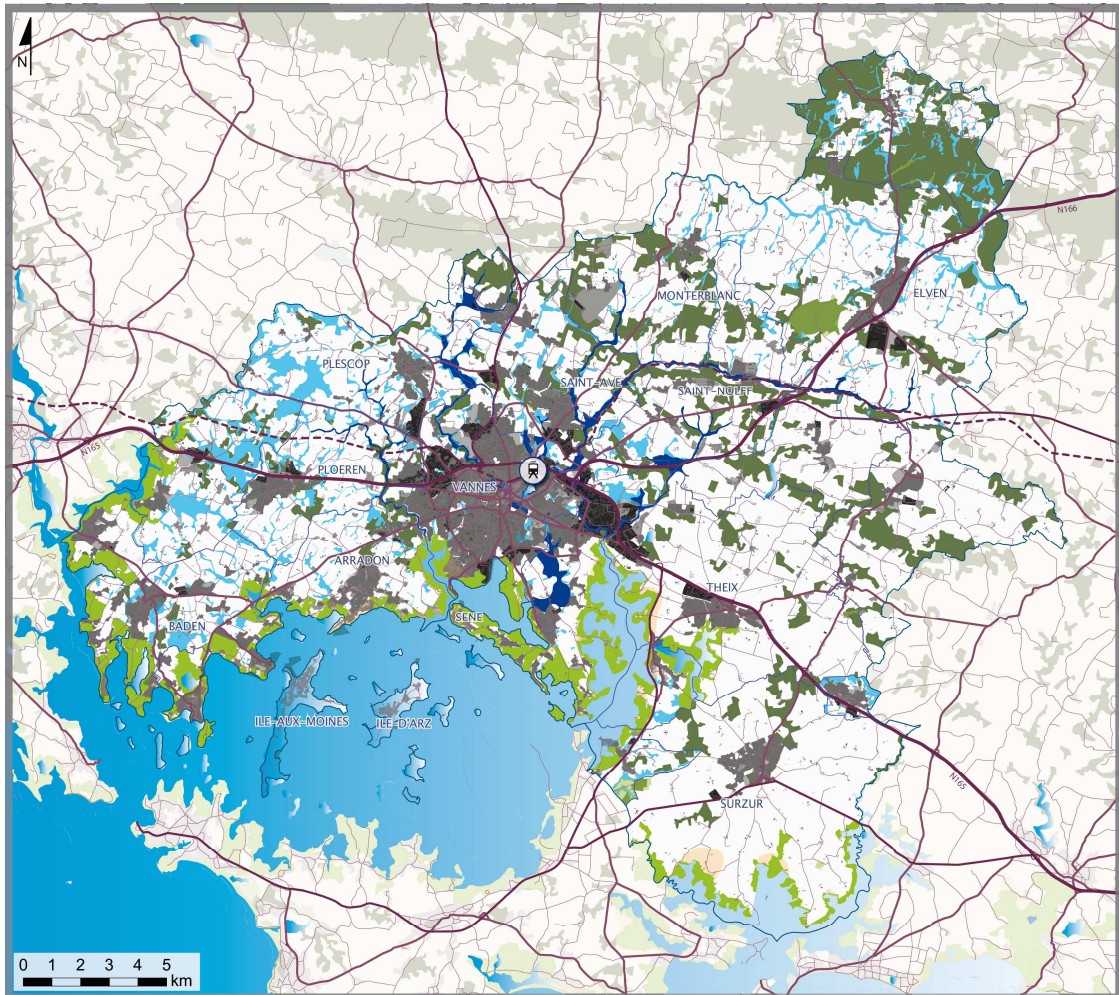 N
N166
ELVEN
MONTERBLANC
PLESCOP
SAINT-AVE
SAINT-NOLFF
N165
PLOEREN
VANNES
ARRADON
THEIX
SENE
BADEN
ILE-AUX-MOINES
ILE-D'ARZ
N165
SURZUR
0 1 2 3 4 5
km